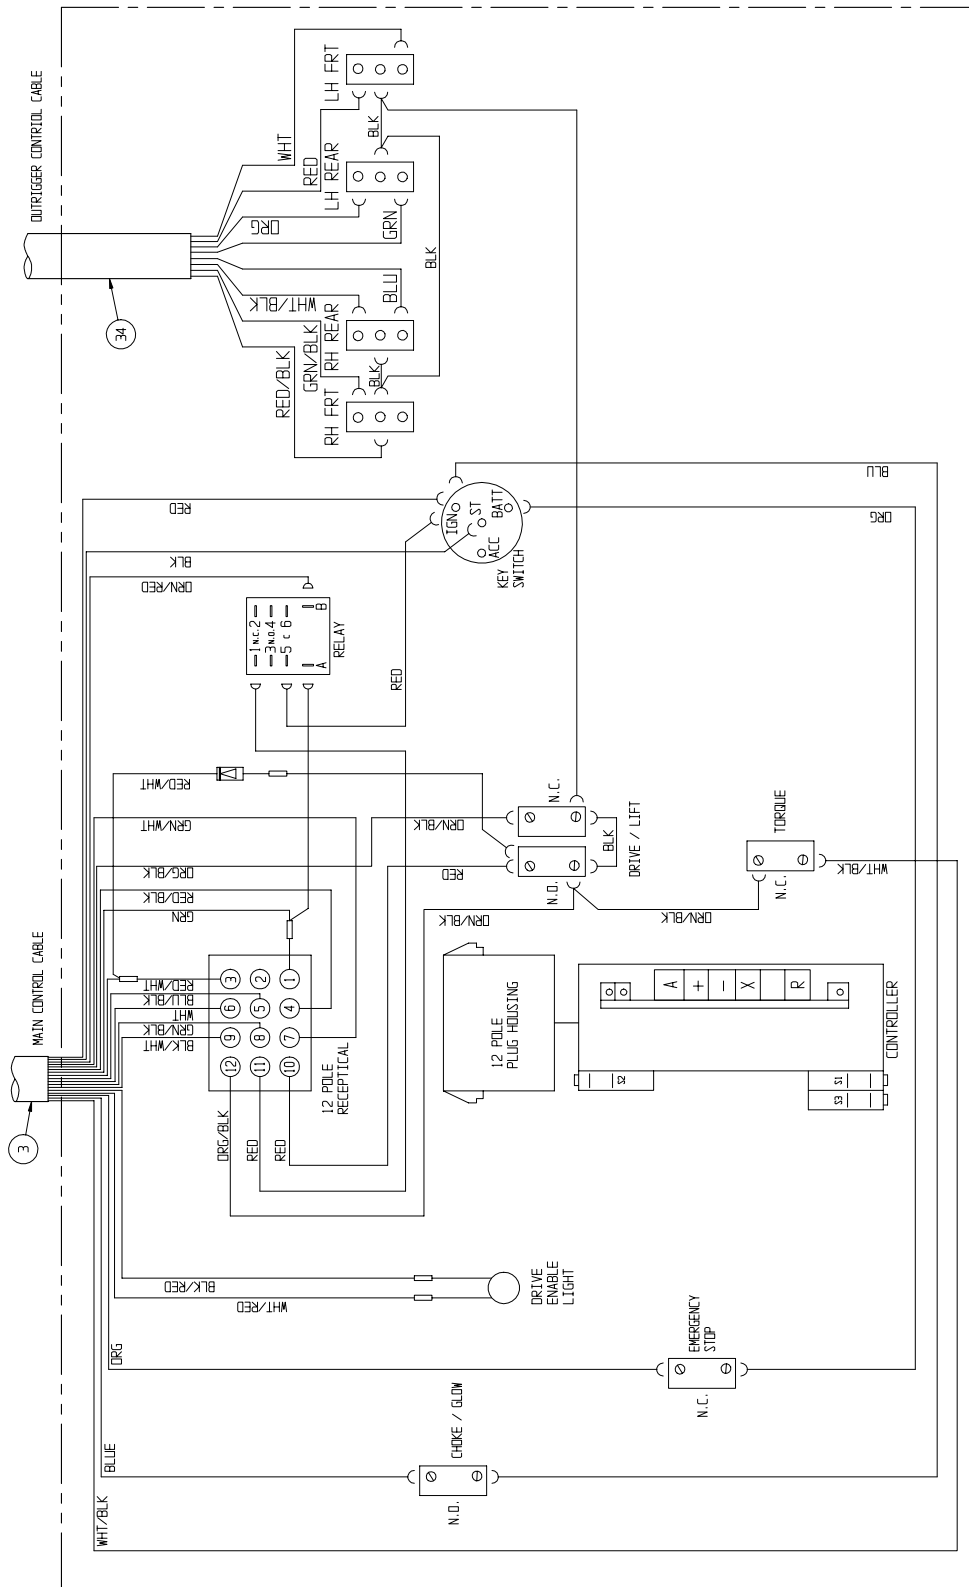 OUTRIGGER CONTROL CABLE
34
WHT
RED
ORG
GRN
BLK
BLK
LH FRT
LH REAR
WHT/BLK
BLU
GRN/BLK
RED/BLK
RH REAR
RH FRT
BLK
MAIN CONTROL CABLE
3
RED
BLK
ORN/RED
1 N.C. 2
3 N.O. 4
5 C 6
A
B
RELAY
RED
IGN
ST
BATT
ACC
KEY
SWITCH
BLU
ORG
RED/WHT
GRN/WHT
ORG/BLK
RED/BLK
GRN
RED/WHT
BLU/BLK
WHT
GRN/BLK
BLK/WHT
3
2
1
6
5
4
9
8
7
12
11
10
12 POLE
RECEPTICAL
ORG/BLK
RED
RED
ORN/BLK
RED
N.C.
N.O.
BLK
DRIVE / LIFT
ORN/BLK
ORN/BLK
TORQUE
N.C.
WHT/BLK
12 POLE
PLUG HOUSING
A
+
-
X
R
CONTROLLER
S2
S1
S3
BLK/RED
WHT/RED
DRIVE
ENABLE
LIGHT
ORG
EMERGENCY
STOP
N.C.
BLUE
CHOKE / GLOW
N.O.
WHT/BLK